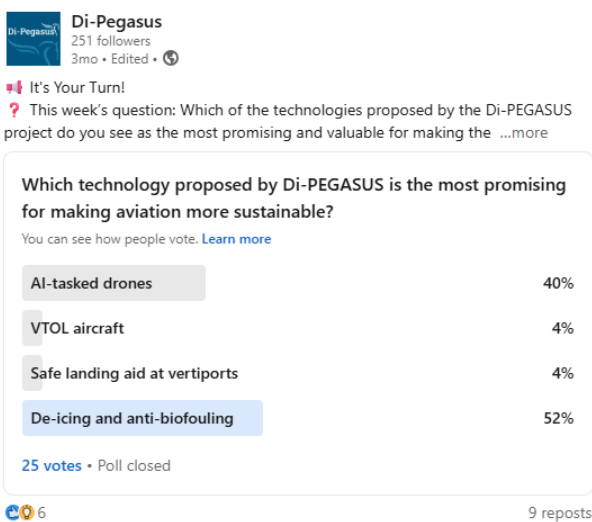 Di-Pegasus
Di-Pegasus
251 followers
3mo • Edited •
It's Your Turn!
This week's question: Which of the technologies proposed by the Di-PEGASUS
project do you see as the most promising and valuable for making the ...more
Which technology proposed by Di-PEGASUS is the most promising
for making aviation more sustainable?
You can see how people vote. Learn more
AI-tasked drones 40%
VTOL aircraft 4%
Safe landing aid at vertiports 4%
De-icing and anti-biofouling 52%
25 votes • Poll closed
6 9 reposts